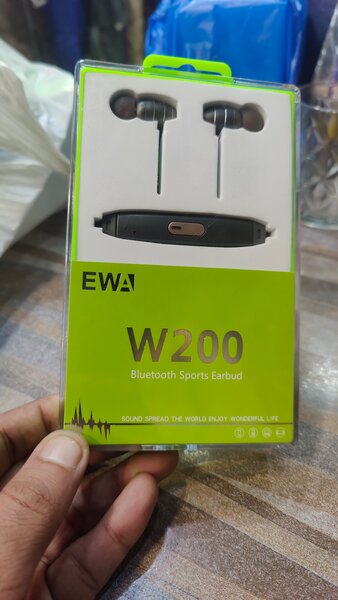 EWA
W200
Bluetooth Sports Earbud
SOUND SPREAD THE WORLD ENJOY WONDERFUL LIFE